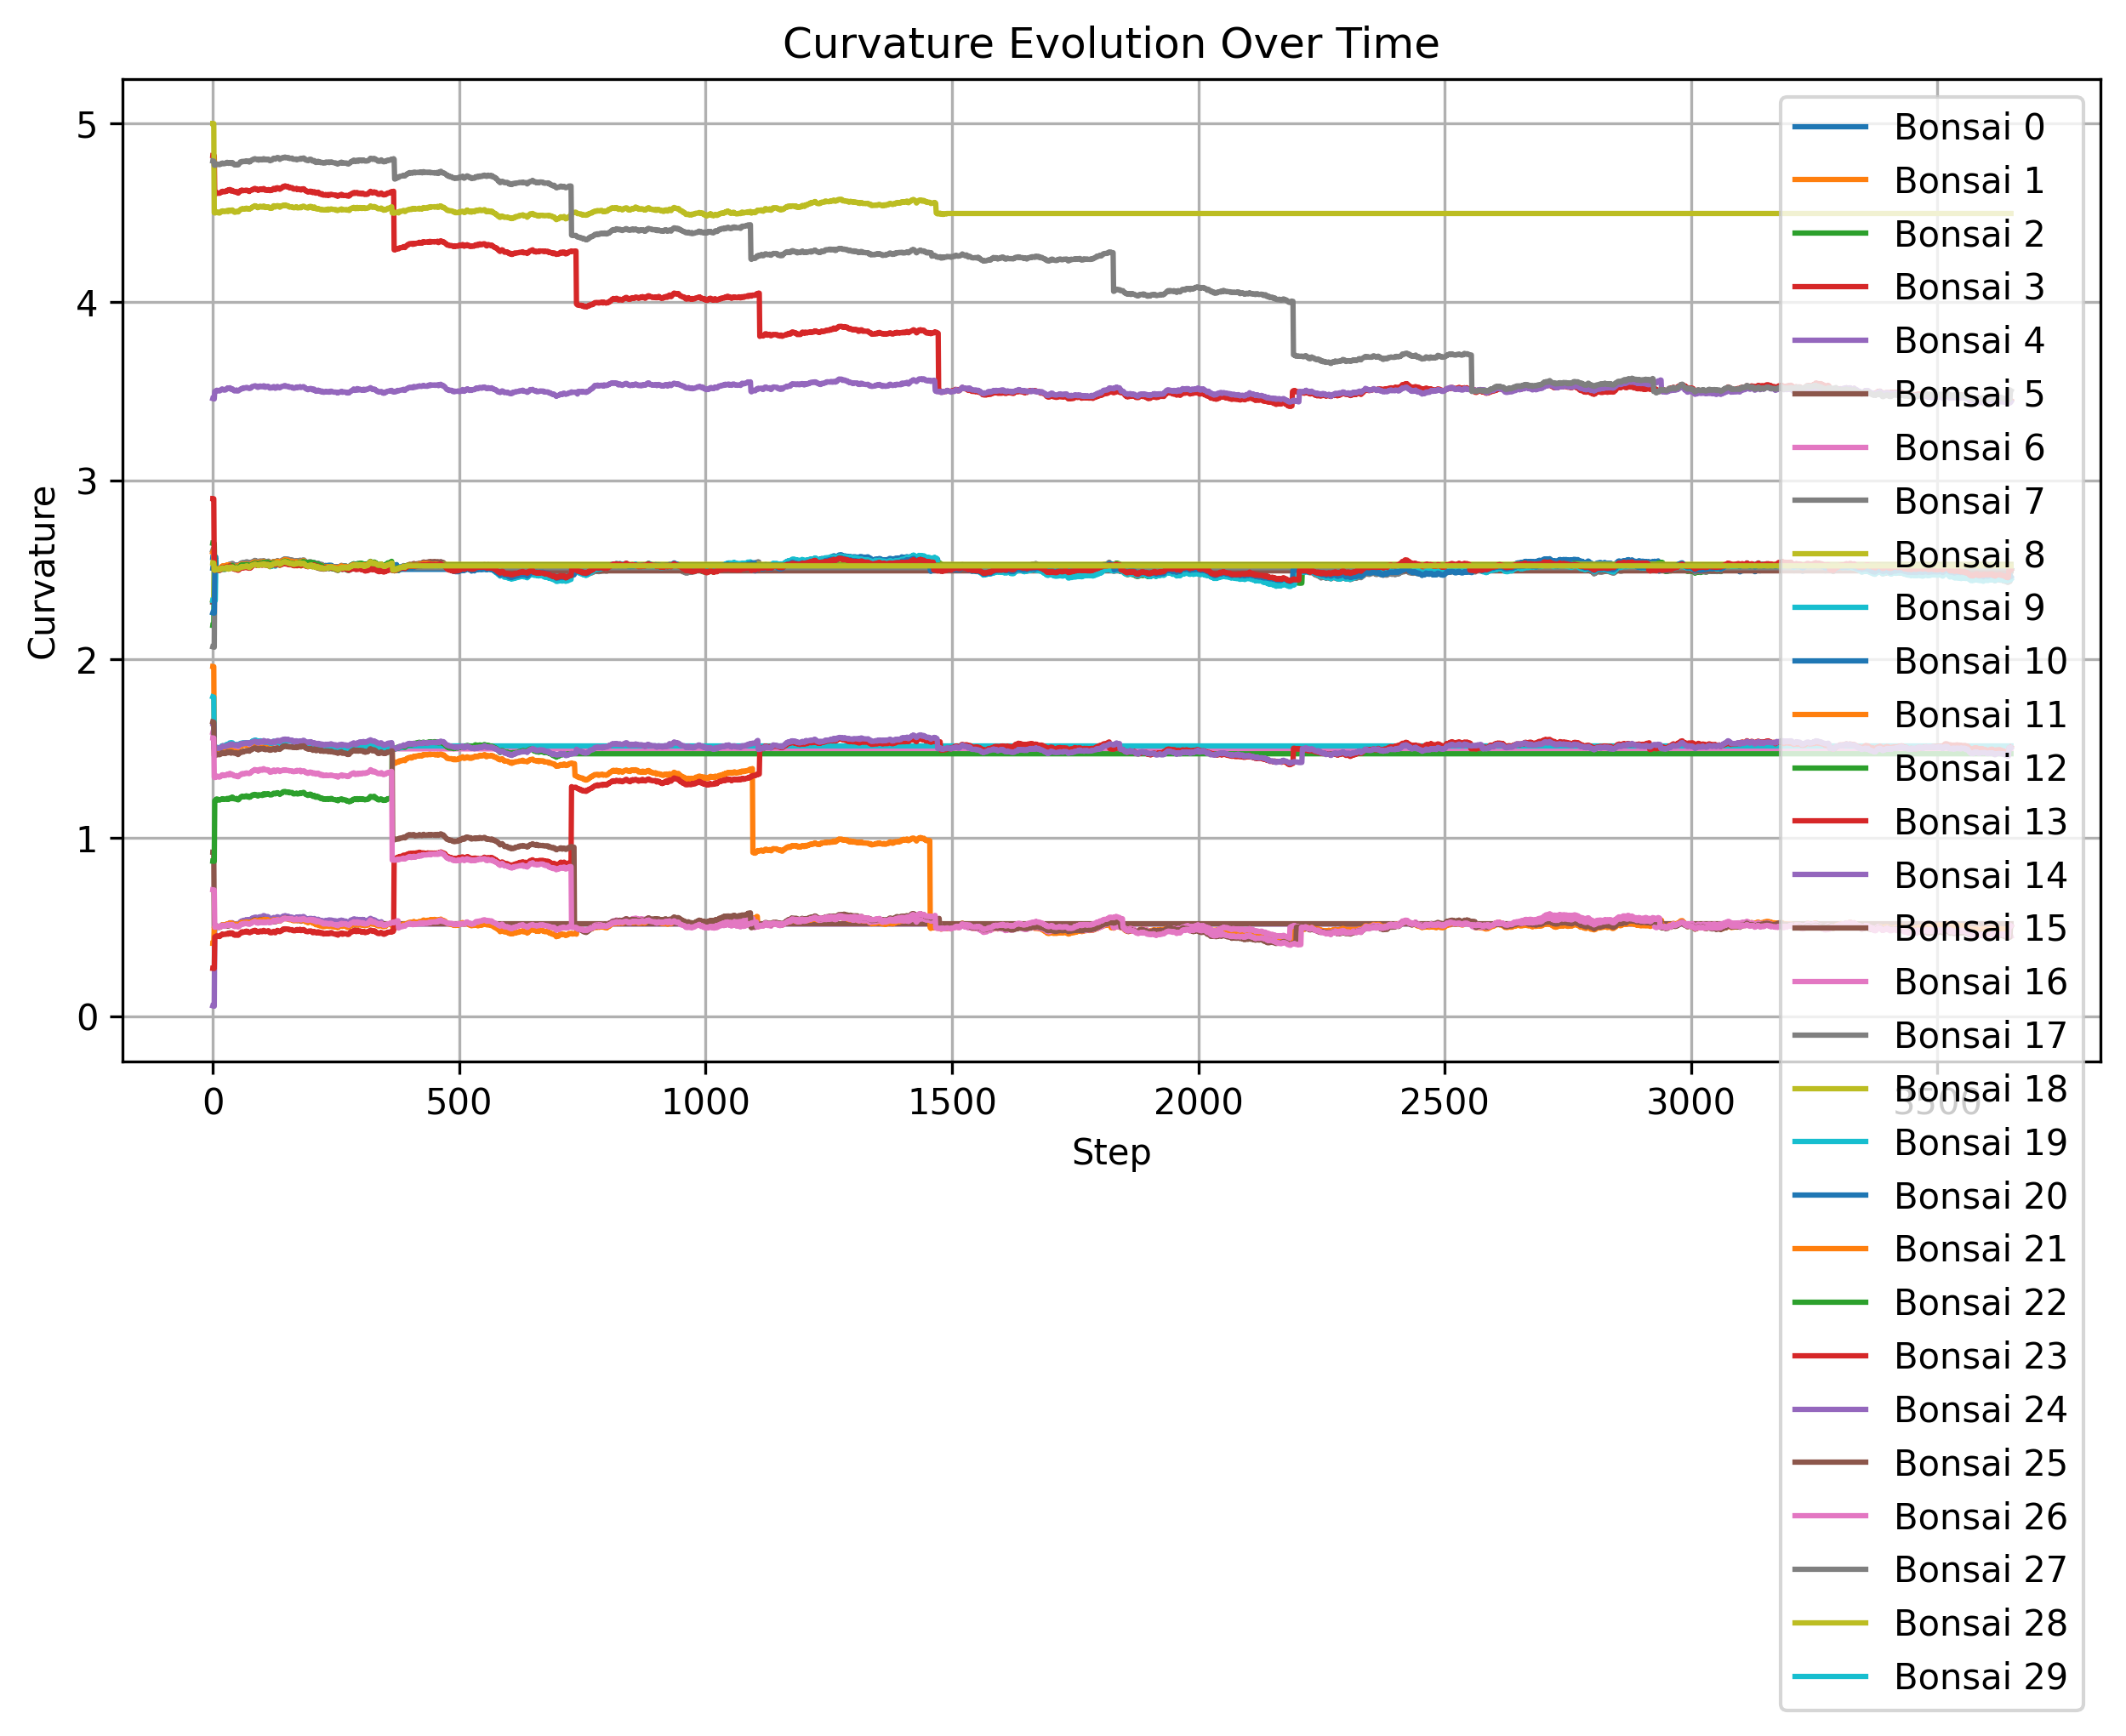 Curvature Evolution Over Time
Curvature
5
4
3
2
1
0
0
500
1000
1500
2000
2500
3000
3500
Step
Bonsai 0
Bonsai 1
Bonsai 2
Bonsai 3
Bonsai 4
Bonsai 5
Bonsai 6
Bonsai 7
Bonsai 8
Bonsai 9
Bonsai 10
Bonsai 11
Bonsai 12
Bonsai 13
Bonsai 14
Bonsai 15
Bonsai 16
Bonsai 17
Bonsai 18
Bonsai 19
Bonsai 20
Bonsai 21
Bonsai 22
Bonsai 23
Bonsai 24
Bonsai 25
Bonsai 26
Bonsai 27
Bonsai 28
Bonsai 29